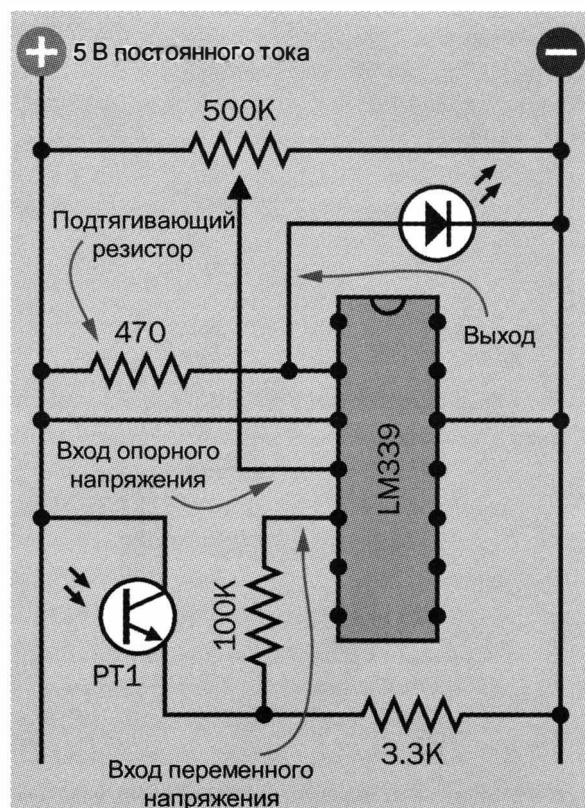 5 В постоянного тока
500K
Подтягивающий
резистор
470
Выход
Вход опорного
напряжения
LM339
100K
PT1
3.3K
Вход переменного
напряжения